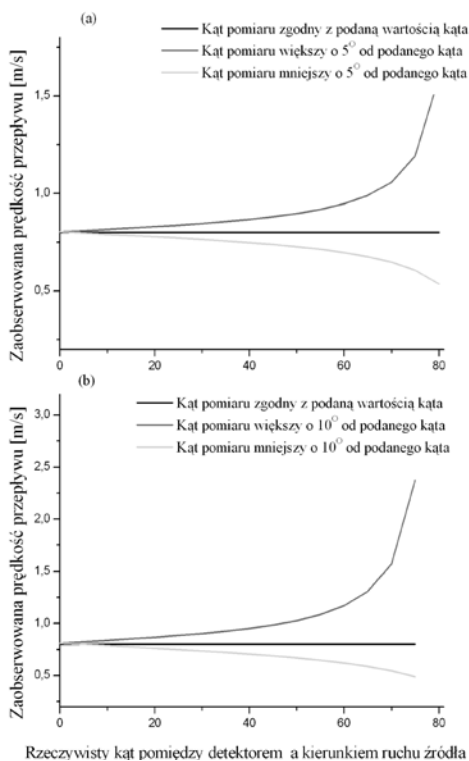 (a)
Kąt pomiaru zgodny z podaną wartością kąta
Kąt pomiaru większy o 5° od podanego kąta
Kąt pomiaru mniejszy o 5° od podanego kąta
Zaobserwowana prędkość przepływu [m/s]
1,5
1,0
0,5
0 20 40 60 80
(b)
Kąt pomiaru zgodny z podaną wartością kąta
Kąt pomiaru większy o 10° od podanego kąta
Kąt pomiaru mniejszy o 10° od podanego kąta
Zaobserwowana prędkość przepływu [m/s]
3,0
2,5
2,0
1,5
1,0
0,5
0 20 40 60 80
Rzeczywisty kąt pomiędzy detektorem a kierunkiem ruchu źródła